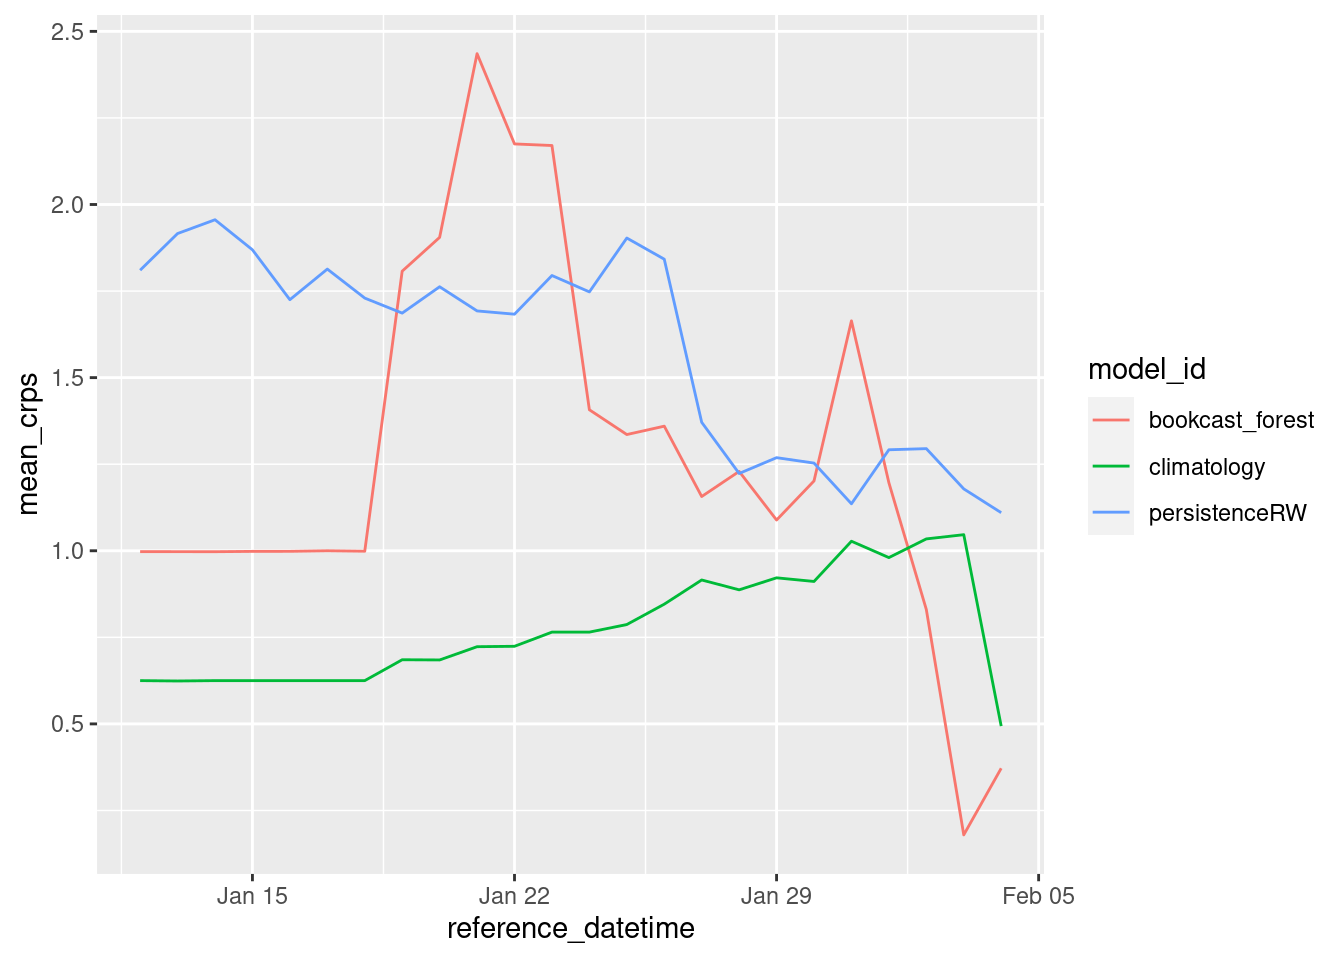 2.5
2.0
1.5
1.0
0.5
mean_crps
Jan 15
Jan 22
Jan 29
Feb 05
reference_datetime
model_id
bookcast_forest
climatology
persistenceRW